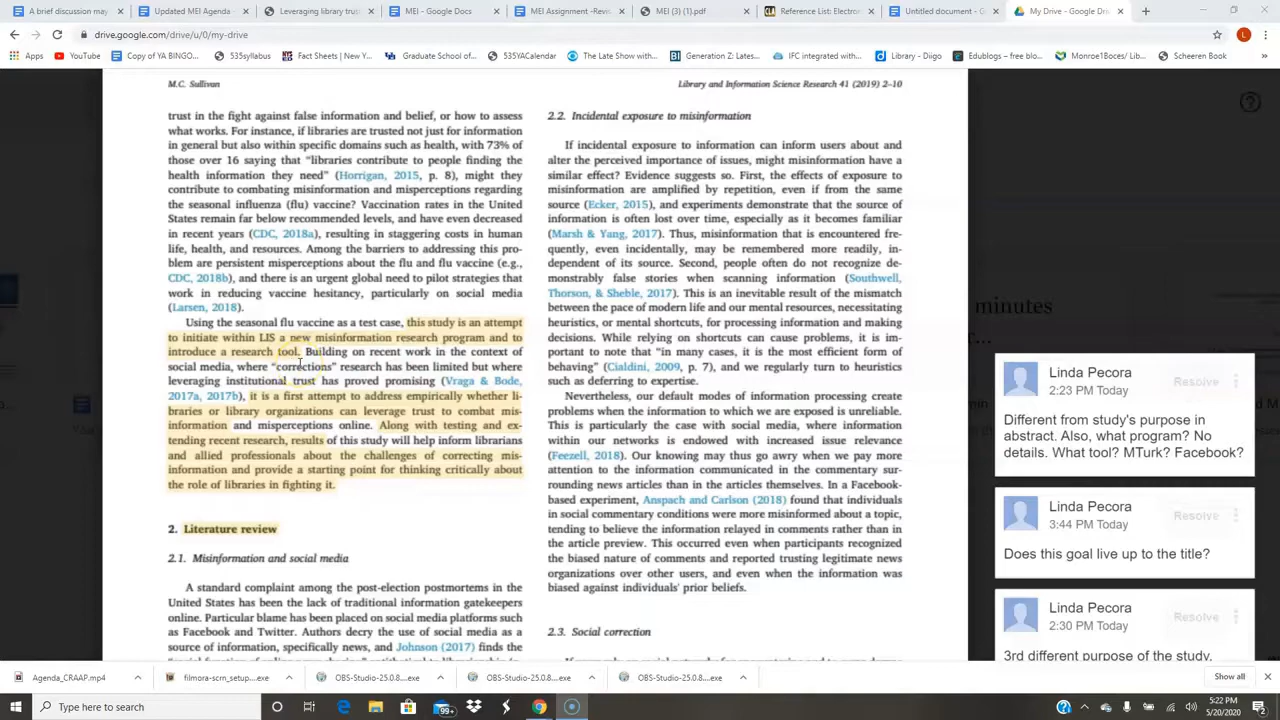 A brief discussion may
Updated MEI Agenda -
Leveraging library trus
MEI - Google Docs
MEI Assignment -Revis
MEI (3) (1).pdf
Reference List: Electron
Untitled document - G
My Drive - Google Driv
drive.google.com/drive/u/0/my-drive
Apps
YouTube
Copy of YA BINGO...
535syllabus
Fact Sheets | New Y...
Graduate School of...
535SYACalendar
The Late Show with...
Generation Z: Lates...
IFC integrated with...
Library - Diigo
Edublogs – free blo...
Monroe1Boces/ Lib...
Scheeren Book
M.C. Sullivan
Library and Information Science Research 41 (2019) 2–10
trust in the fight against false information and belief, or how to assess
what works. For instance, if libraries are trusted not just for information
in general but also within specific domains such as health, with 73% of
those over 16 saying that “libraries contribute to people finding the
health information they need” (Horrigan, 2015, p. 8), might they
contribute to combating misinformation and misperceptions regarding
the seasonal influenza (flu) vaccine? Vaccination rates in the United
States remain far below recommended levels, and have even decreased
in recent years (CDC, 2018a), resulting in staggering costs in human
life, health, and resources. Among the barriers to addressing this pro-
blem are persistent misperceptions about the flu and flu vaccine (e.g.,
CDC, 2018b), and there is an urgent global need to pilot strategies that
work in reducing vaccine hesitancy, particularly on social media
(Larsen, 2018).
Using the seasonal flu vaccine as a test case, this study is an attempt
to initiate within LIS a new misinformation research program and to
introduce a research tool. Building on recent work in the context of
social media, where “corrections” research has been limited but where
leveraging institutional trust has proved promising (Vraga & Bode,
2017a, 2017b), it is a first attempt to address empirically whether li-
braries or library organizations can leverage trust to combat mis-
information and misperceptions online. Along with testing and ex-
tending recent research, results of this study will help inform librarians
and allied professionals about the challenges of correcting mis-
information and provide a starting point for thinking critically about
the role of libraries in fighting it.
2. Literature review
2.1. Misinformation and social media
A standard complaint among the post-election postmortems in the
United States has been the lack of traditional information gatekeepers
online. Particular blame has been placed on social media platforms such
as Facebook and Twitter. Authors decry the use of social media as a
source of information, specifically news, and Johnson (2017) finds the
2.2. Incidental exposure to misinformation
If incidental exposure to information can inform users about and
alter the perceived importance of issues, might misinformation have a
similar effect? Evidence suggests so. First, the effects of exposure to
misinformation are amplified by repetition, even if from the same
source (Ecker, 2015), and experiments demonstrate that the source of
information is often lost over time, especially as it becomes familiar
(Marsh & Yang, 2017). Thus, misinformation that is encountered fre-
quently, even incidentally, may be remembered more readily, in-
dependent of its source. Second, people often do not recognize de-
monstrably false stories when scanning information (Southwell,
Thorson, & Sheble, 2017). This is an inevitable result of the mismatch
between the pace of modern life and our mental resources, necessitating
heuristics, or mental shortcuts, for processing information and making
decisions. While relying on shortcuts can cause problems, it is im-
portant to note that “in many cases, it is the most efficient form of
behaving” (Cialdini, 2009, p. 7), and we regularly turn to heuristics
such as deferring to expertise.
Nevertheless, our default modes of information processing create
problems when the information to which we are exposed is unreliable.
This is particularly the case with social media, where information
within our networks is endowed with increased issue relevance
(Feezell, 2018). Our knowing may thus go awry when we pay more
attention to the information communicated in the commentary sur-
rounding news articles than in the articles themselves. In a Facebook-
based experiment, Anspach and Carlson (2018) found that individuals
in social commentary conditions were more misinformed about a topic,
tending to believe the information relayed in comments rather than in
the article preview. This occurred even when participants recognized
the biased nature of comments and reported trusting legitimate news
organizations over other users, and even when the information was
biased against individuals' prior beliefs.
2.3. Social correction
minutes
Linda Pecora
2:23 PM Today
Resolve
Different from study's purpose in
abstract. Also, what program? No
details. What tool? MTurk? Facebook?
Linda Pecora
3:44 PM Today
Resolve
Does this goal live up to the title?
Linda Pecora
2:30 PM Today
Resolve
3rd different purpose of the study.
Agenda_CRAAP.mp4
filmora-scrn_setup....exe
OBS-Studio-25.0.8....exe
OBS-Studio-25.0.8....exe
OBS-Studio-25.0.8....exe
Show all
Type here to search
99+
5:22 PM
5/20/2020